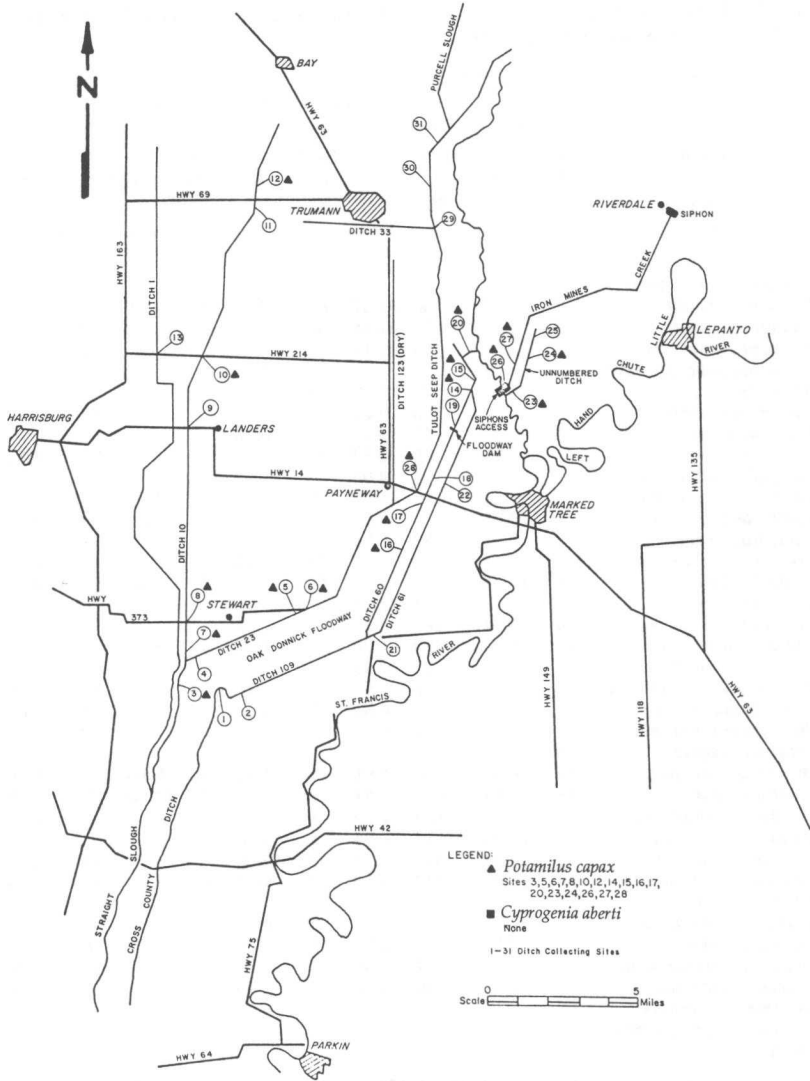 PURCELL SLOUGH
BAY
N
HWY 63
31
30
12
HWY 69
TRUMANN
RIVERDALE
SIPHON
11
DITCH 33
29
HWY 163
DITCH 1
CREEK
IRON MINES
LITTLE
RIVER
LEPANTO
20
27
25
13
HWY 214
DITCH 123 (DRY)
TULOT SEEP DITCH
15
26
24
UNNUMBERED
DITCH
CHUTE
10
14
23
SIPHONS
ACCESS
HAND
9
HARRISBURG
LANDERS
HWY 63
19
FLOODWAY
DAM
LEFT
HWY 14
28
18
22
PAYNEWAY
17
MARKED
TREE
HWY 135
DITCH 10
16
HWY
373
8
STEWART
5
6
DITCH 60
DITCH 61
7
DITCH 23
OAK DONNICK FLOODWAY
21
4
DITCH 109
RIVER
3
1
2
ST. FRANCIS
HWY 149
HWY 118
HWY 63
DITCH
SLOUGH
HWY 42
STRAIGHT
CROSS COUNTY
HWY 75
LEGEND:
Potamilus capax
Sites 3,5,6,7,8,10,12,14,15,16,17,
20,23,24,26,27,28
Cyprogenia aberti
None
1-31 Ditch Collecting Sites
0 5
Scale Miles
HWY 64
PARKIN